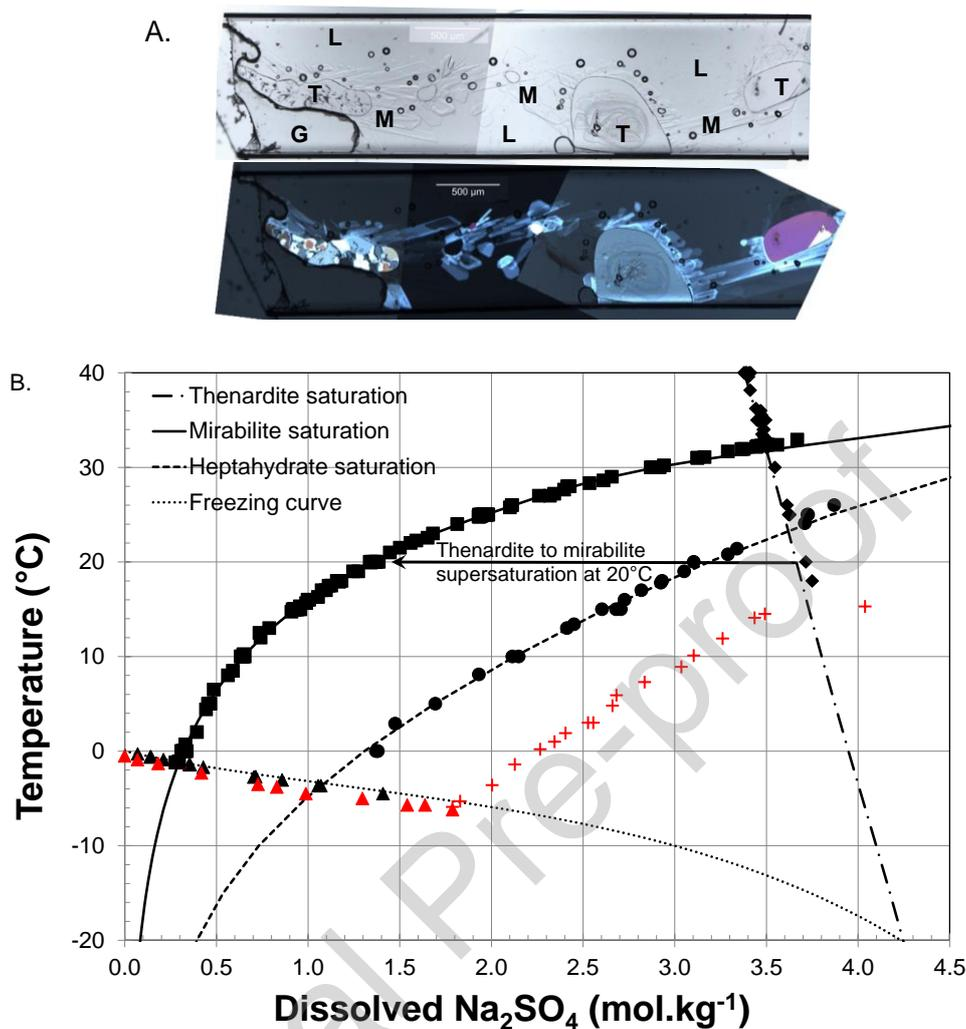 A.
500 µm
L
L
T
T
M
M
M
G
L
T
500 µm
B.
Thenardite saturation
Mirabilite saturation
Heptahydrate saturation
Freezing curve
Thenardite to mirabilite
supersaturation at 20°C
Temperature (°C)
40
30
20
10
0
-10
-20
0.0 0.5 1.0 1.5 2.0 2.5 3.0 3.5 4.0 4.5
Dissolved Na₂SO₄ (mol.kg⁻¹)
al Pre-proof